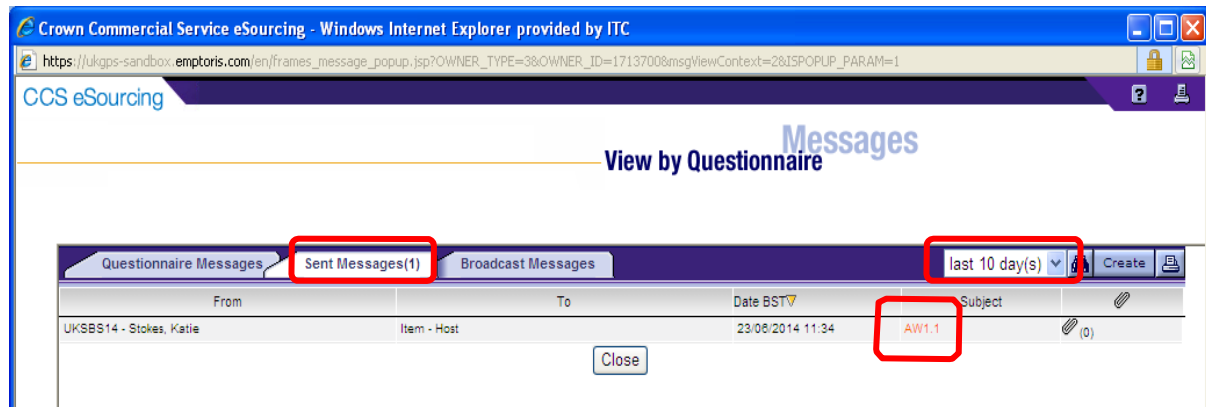 Crown Commercial Service eSourcing - Windows Internet Explorer provided by ITC
https://ukgps-sandbox.emptoris.com/en/frames_message_popup.jsp?OWNER_TYPE=3&OWNER_ID=1713700&msgViewContext=2&ISPOPUP_PARAM=1
CCS eSourcing ?
Messages
View by Questionnaire
Questionnaire Messages Sent Messages(1) Broadcast Messages last 10 day(s) Create
From To Date BST Subject
UKSBS14 - Stokes, Katie Item - Host 23/06/2014 11:34 AW1.1 (0)
Close